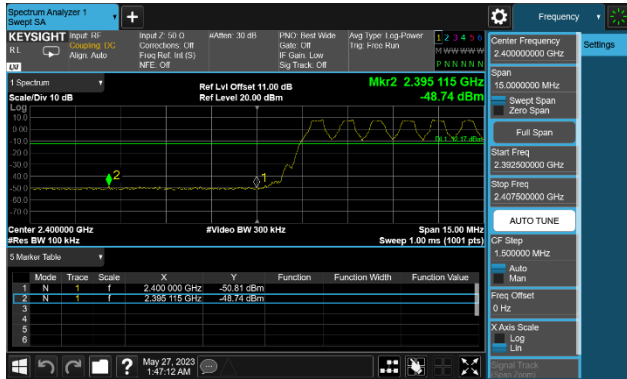 Spectrum Analyzer 1
Swept SA
Frequency
KEYSIGHT
RL
Input: RF
Coupling: DC
Align: Auto
Input Z: 50 Ω
Corrections: Off
Freq Ref: Int (S)
NFE: Off
#Atten: 30 dB
PNO: Best Wide
Gate: Off
IF Gain: Low
Sig Track: Off
Avg Type: Log-Power
Trig: Free Run
1 2 3 4 5 6
M W W W W W
P N N N N N
1 Spectrum
Scale/Div 10 dB
Log
Ref Lvl Offset 11.00 dB
Ref Level 20.00 dBm
Mkr2 2.395 115 GHz
-48.74 dBm
10.0
0.00
-10.0
-20.0
-30.0
-40.0
-50.0
-60.0
-70.0
2
1
Center 2.400000 GHz
#Res BW 100 kHz
#Video BW 300 kHz
Span 15.00 MHz
Sweep 1.00 ms (1001 pts)
5 Marker Table
Mode Trace Scale X Y Function Function Width Function Value
1 N 1 f 2.400 000 GHz -50.81 dBm
2 N 1 f 2.395 115 GHz -48.74 dBm
3
4
5
6
May 27, 2023
1:47:12 AM
Center Frequency
2.400000000 GHz
Span
15.0000000 MHz
Swept Span
Zero Span
Full Span
Start Freq
2.392500000 GHz
Stop Freq
2.407500000 GHz
AUTO TUNE
CF Step
1.500000 MHz
Auto
Man
Freq Offset
0 Hz
X Axis Scale
Log
Lin
Signal Track
(Span Zoom)
Settings